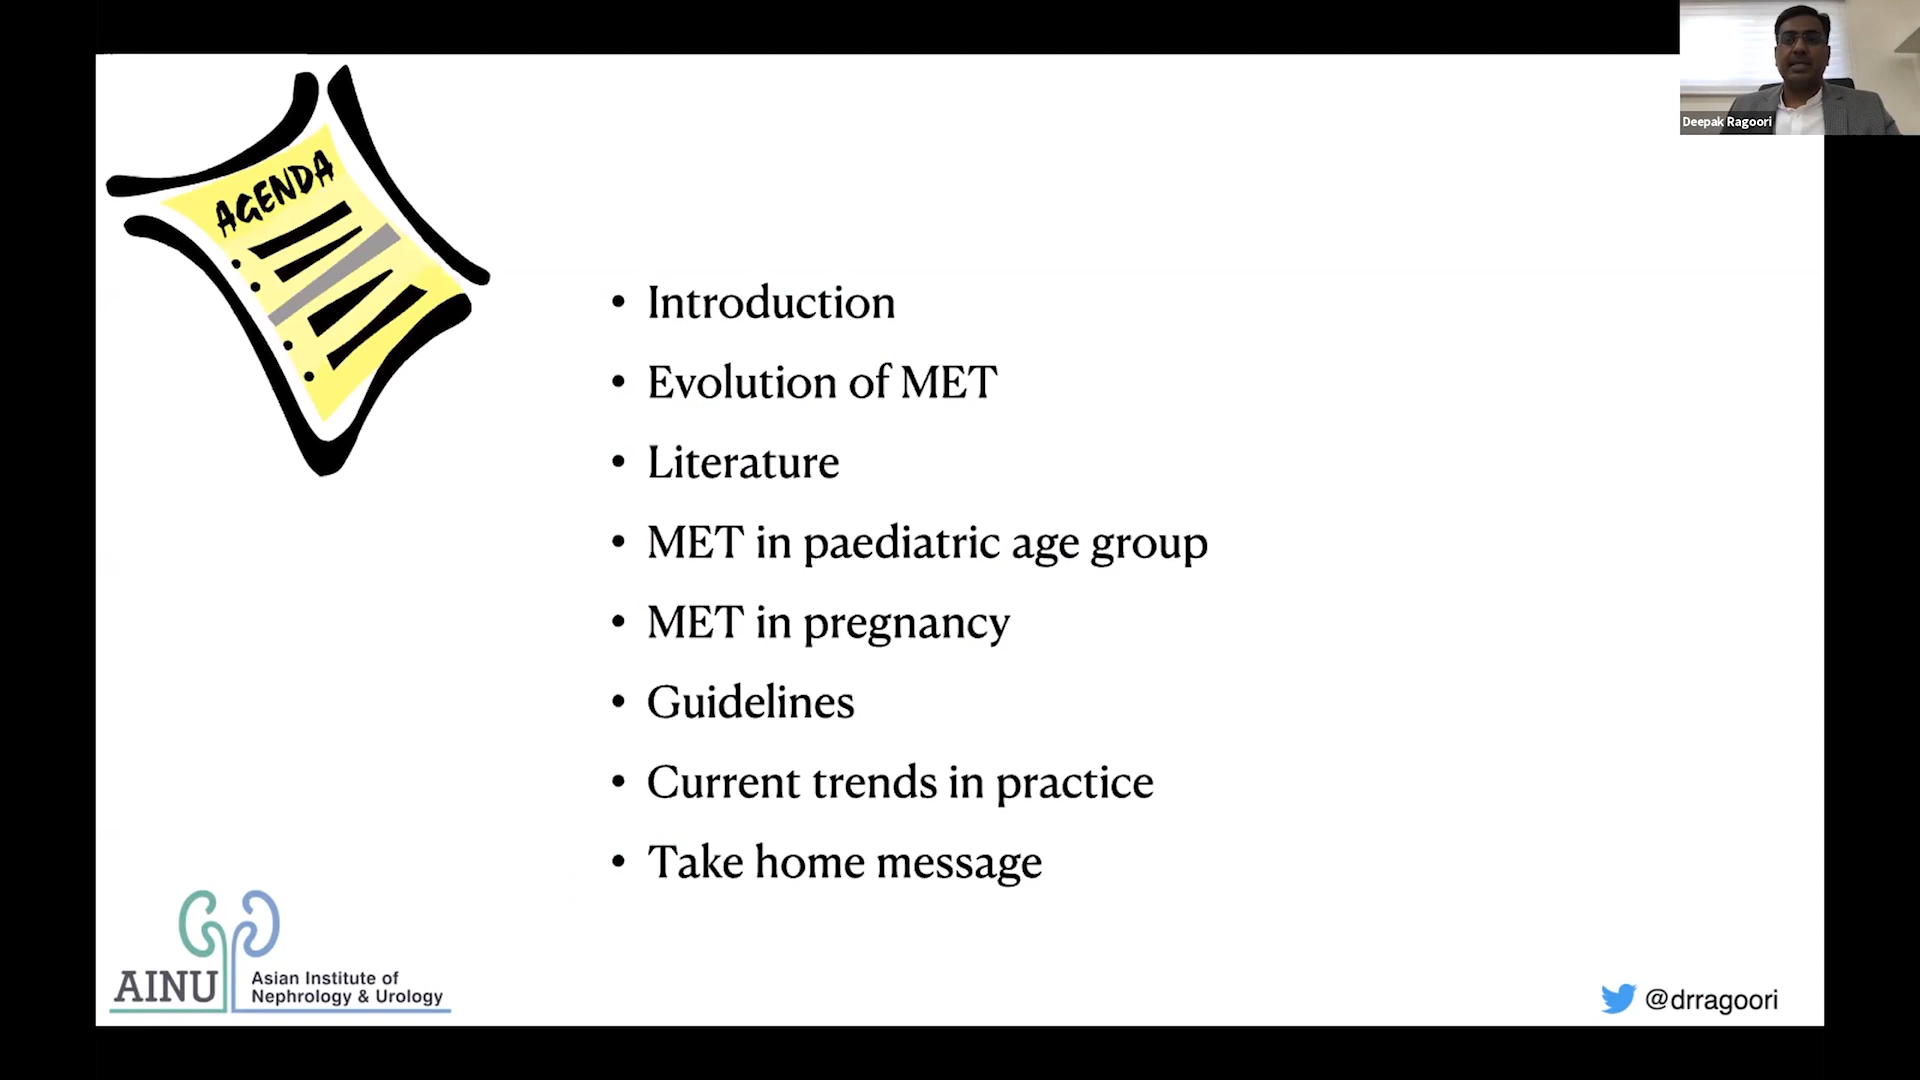 Deepak Ragoori
AGENDA
• Introduction
• Evolution of MET
• Literature
• MET in paediatric age group
• MET in pregnancy
• Guidelines
• Current trends in practice
• Take home message
AINU
Asian Institute of
Nephrology & Urology
@drragoori